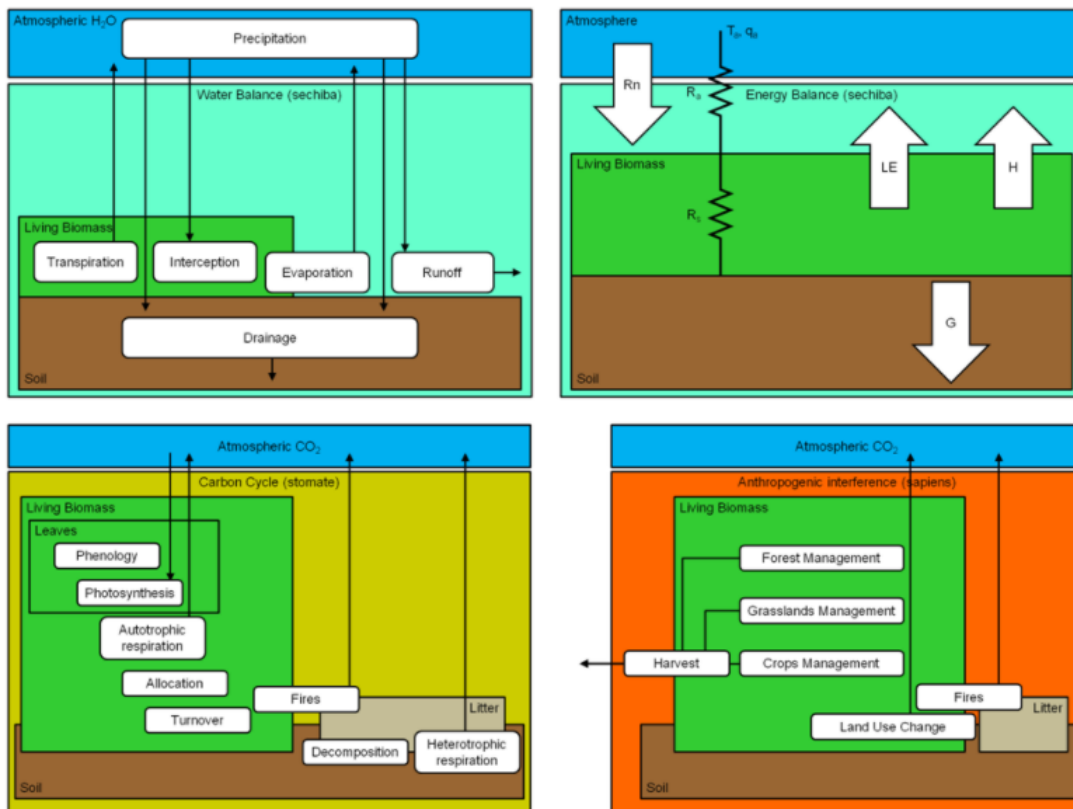 Atmospheric H₂O
Precipitation
Water Balance (sechiba)
Living Biomass
Transpiration
Interception
Evaporation
Runoff
Drainage
Soil
Atmosphere
Tₐ, qₐ
Rn
Rₐ
Energy Balance (sechiba)
Living Biomass
LE
H
Rₛ
G
Soil
Atmospheric CO₂
Carbon Cycle (stomate)
Living Biomass
Leaves
Phenology
Photosynthesis
Autotrophic
respiration
Allocation
Fires
Turnover
Litter
Decomposition
Heterotrophic
respiration
Soil
Atmospheric CO₂
Anthropogenic interference (sapiens)
Living Biomass
Forest Management
Grasslands Management
Harvest
Crops Management
Fires
Litter
Land Use Change
Soil